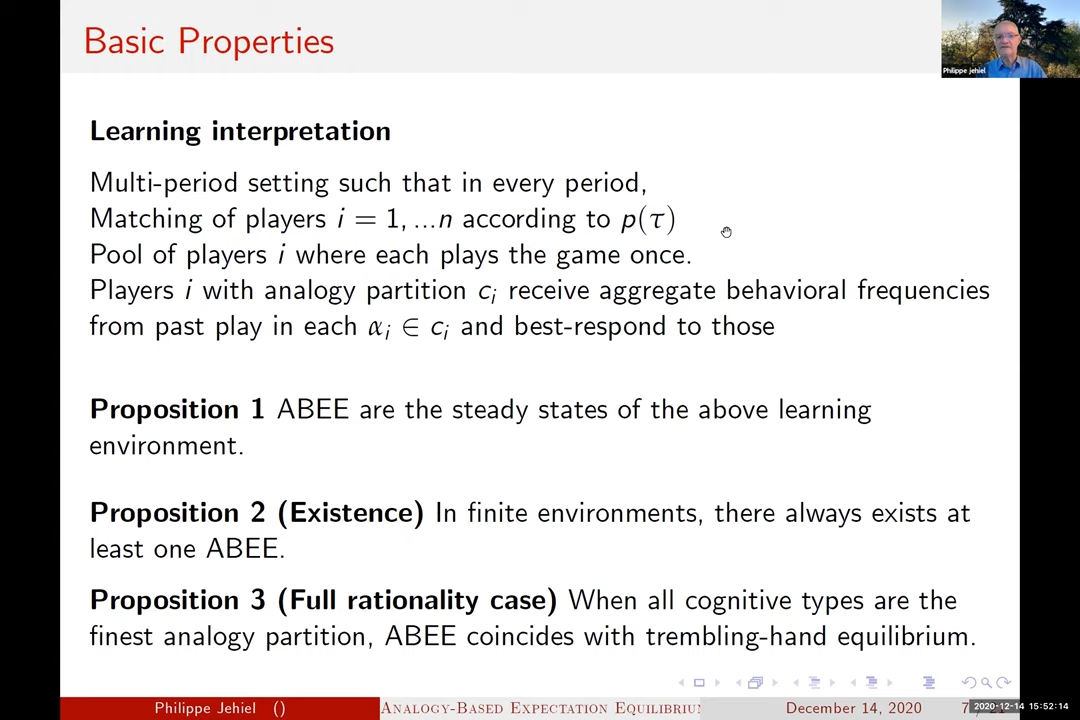 Basic Properties
Philippe jehiel
Learning interpretation
Multi-period setting such that in every period,
Matching of players i = 1, ...n according to p(τ)
Pool of players i where each plays the game once.
Players i with analogy partition cᵢ receive aggregate behavioral frequencies
from past play in each αᵢ ∈ cᵢ and best-respond to those
Proposition 1 ABEE are the steady states of the above learning
environment.
Proposition 2 (Existence) In finite environments, there always exists at
least one ABEE.
Proposition 3 (Full rationality case) When all cognitive types are the
finest analogy partition, ABEE coincides with trembling-hand equilibrium.
Philippe Jehiel () Analogy-Based Expectation Equilibriu December 14, 2020 7
2020-12-14 15:52:14